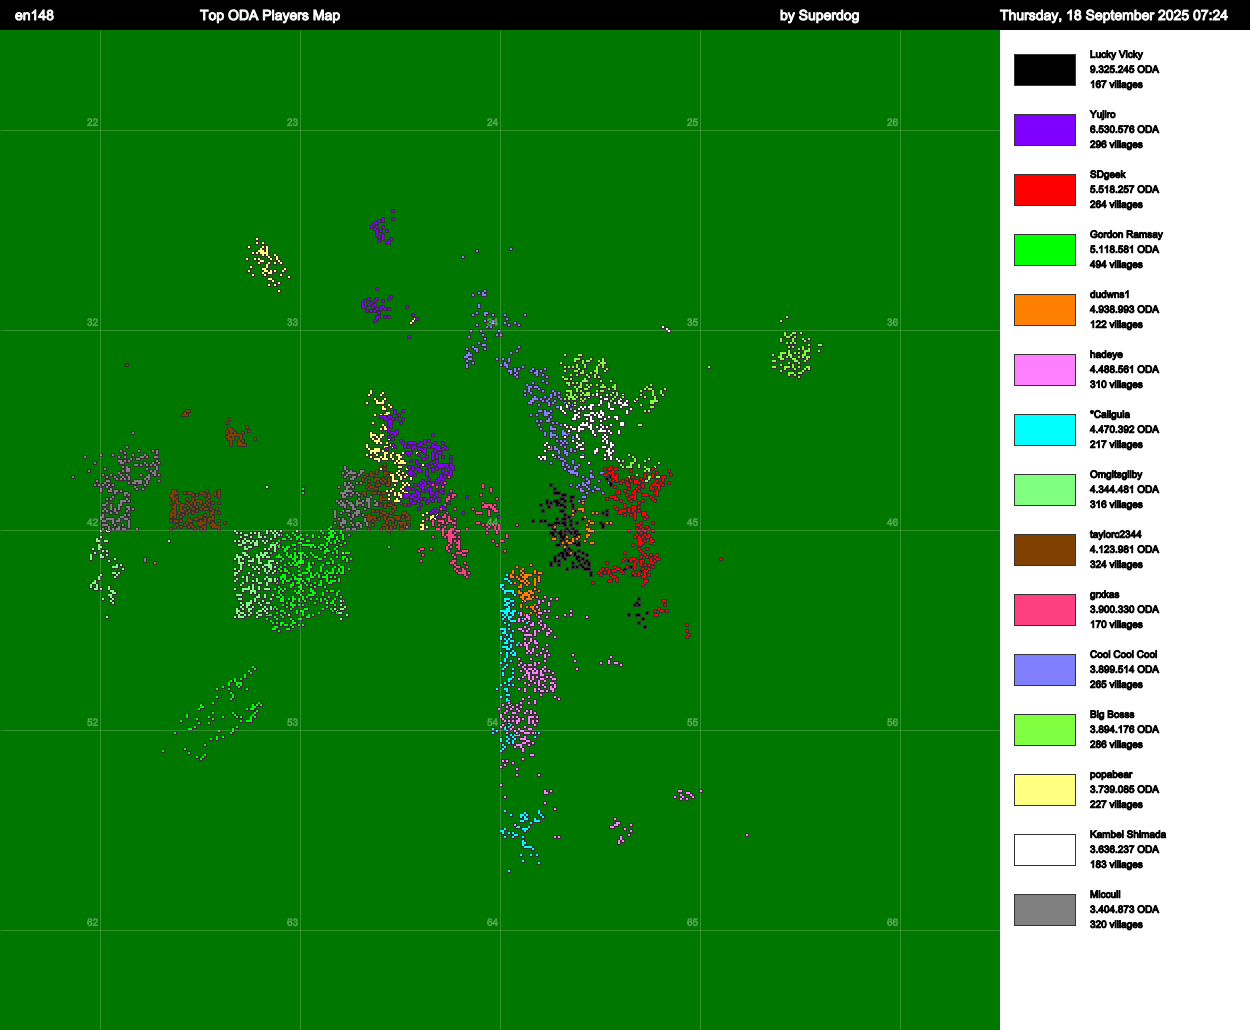 en148 Top ODA Players Map by Superdog Thursday, 18 September 2025 07:24
22 23 24 25 26
32 33 34 35 36
42 43 44 45 46
52 53 54 55 56
62 63 64 65 66
Lucky Vicky
9.325.245 ODA
167 villages
Yujiro
6.530.576 ODA
296 villages
SDgeek
5.518.257 ODA
264 villages
Gordon Ramsay
5.118.581 ODA
494 villages
dudwns1
4.938.993 ODA
122 villages
hadeye
4.488.561 ODA
310 villages
"Caligula
4.470.392 ODA
217 villages
Omgitsgilby
4.344.481 ODA
316 villages
taylorc2344
4.123.981 ODA
324 villages
grxkas
3.900.330 ODA
170 villages
Cool Cool Cool
3.899.514 ODA
265 villages
Big Bosss
3.894.176 ODA
286 villages
popabear
3.739.085 ODA
227 villages
Kambei Shimada
3.636.237 ODA
183 villages
Miccull
3.404.873 ODA
320 villages